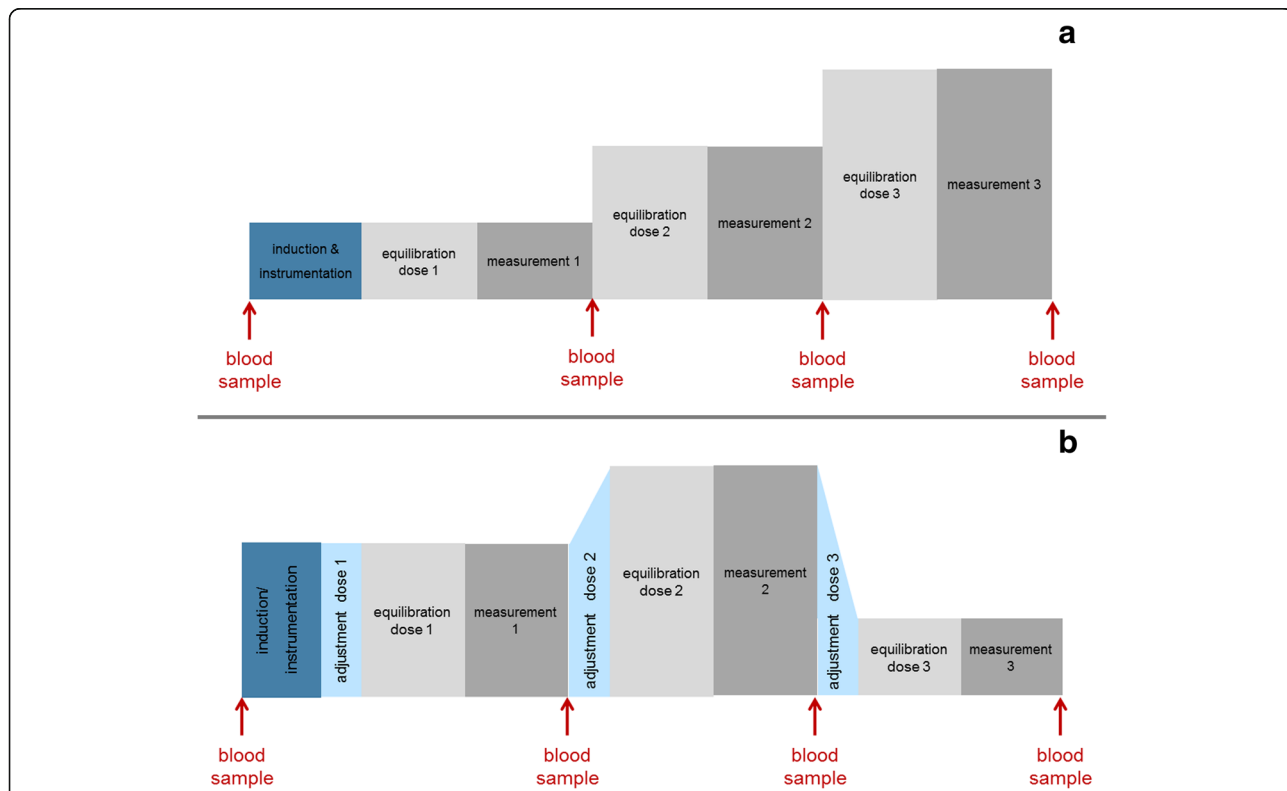 a
induction &
instrumentation
equilibration
dose 1
measurement 1
equilibration
dose 2
measurement 2
equilibration
dose 3
measurement 3
blood
sample
blood
sample
blood
sample
blood
sample
b
induction/
instrumentation
adjustment dose 1
equilibration
dose 1
measurement
1
adjustment dose 2
equilibration
dose 2
measurement
2
adjustment dose 3
equilibration
dose 3
measurement
3
blood
sample
blood
sample
blood
sample
blood
sample